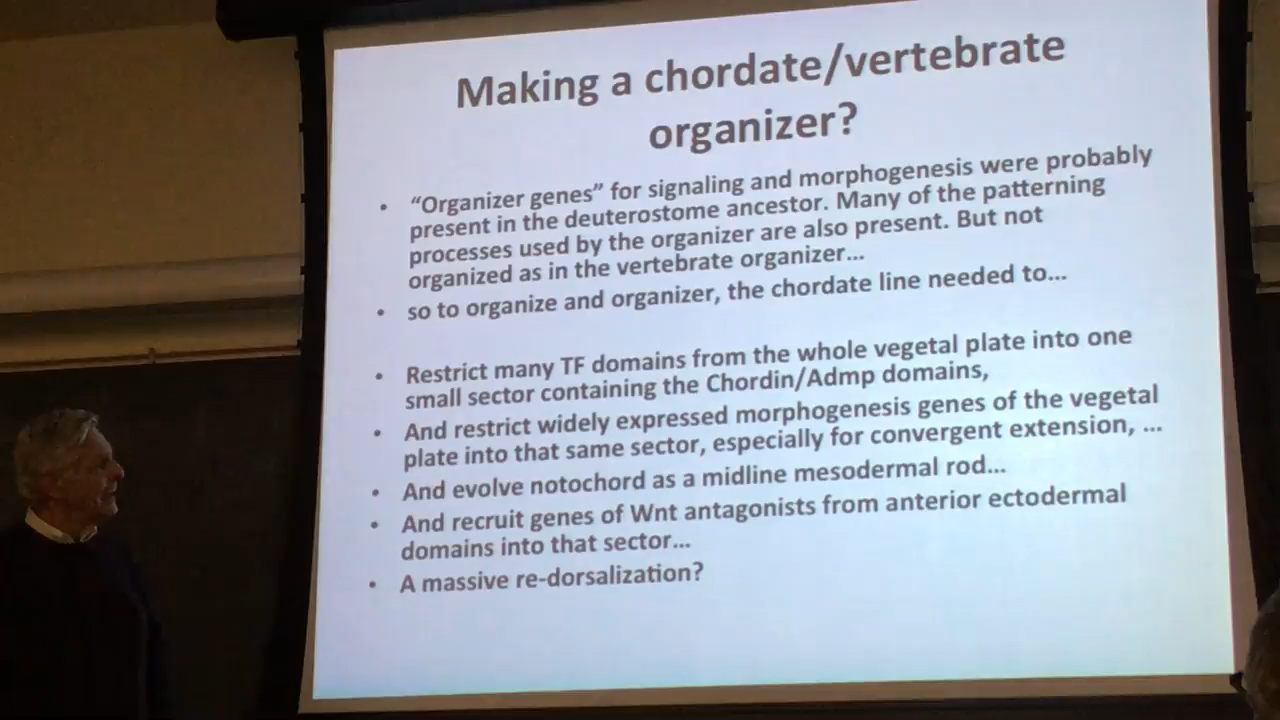 Making a chordate/vertebrate
organizer?
• “Organizer genes” for signaling and morphogenesis were probably
present in the deuterostome ancestor. Many of the patterning
processes used by the organizer are also present. But not
organized as in the vertebrate organizer...
• so to organize and organizer, the chordate line needed to...
• Restrict many TF domains from the whole vegetal plate into one
small sector containing the Chordin/Admp domains,
• And restrict widely expressed morphogenesis genes of the vegetal
plate into that same sector, especially for convergent extension, ...
• And evolve notochord as a midline mesodermal rod...
• And recruit genes of Wnt antagonists from anterior ectodermal
domains into that sector...
• A massive re-dorsalization?